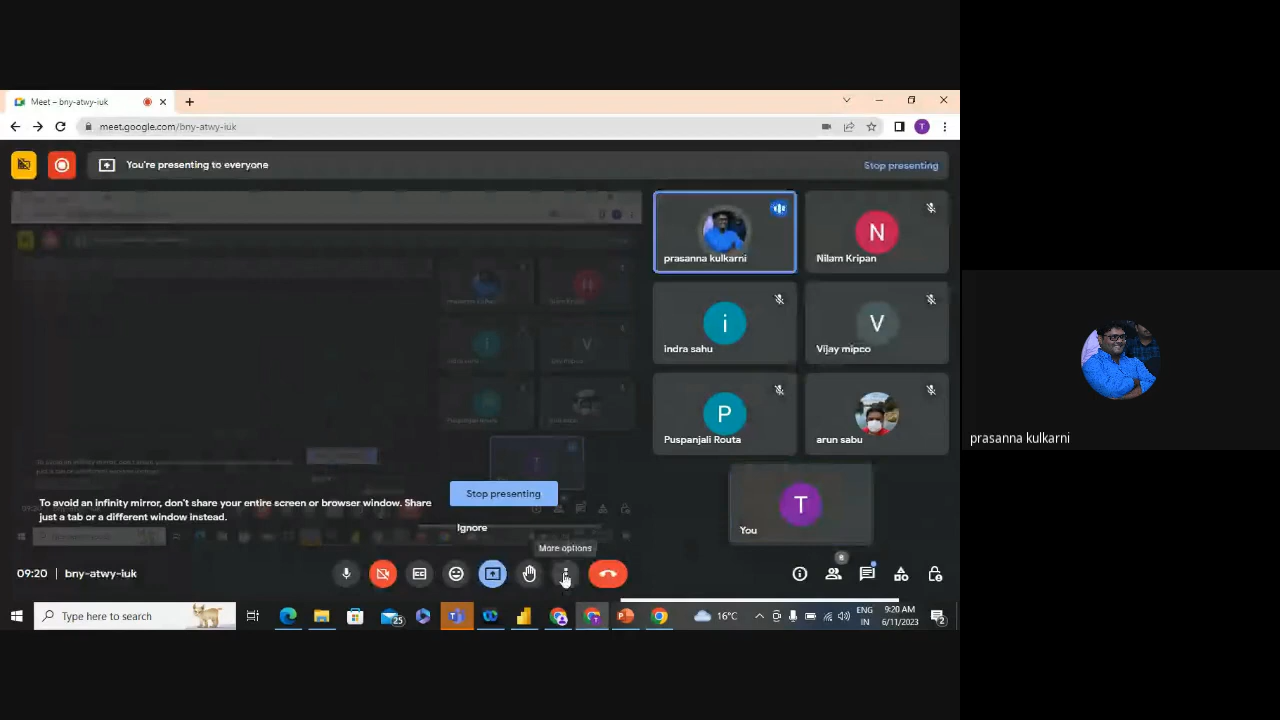 Meet – bny-atwy-iuk
meet.google.com/bny-atwy-iuk
T
You're presenting to everyone
Stop presenting
prasanna kulkarni
N
Nilam Kripan
i
indra sahu
V
Vijay mipco
P
Puspanjali Routa
arun sabu
T
You
To avoid an infinity mirror, don't share your entire screen or browser window. Share
just a tab or a different window instead.
Stop presenting
Ignore
More options
09:20 | bny-atwy-iuk
8
Type here to search
25
16°C
ENG
IN
9:20 AM
6/11/2023
2
prasanna kulkarni